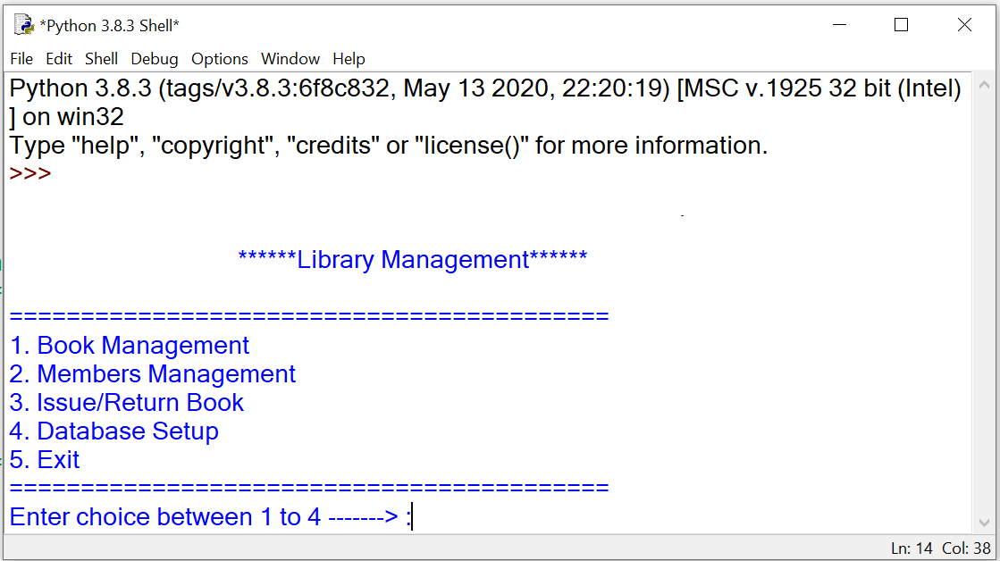 *Python 3.8.3 Shell*
File Edit Shell Debug Options Window Help
Python 3.8.3 (tags/v3.8.3:6f8c832, May 13 2020, 22:20:19) [MSC v.1925 32 bit (Intel)
] on win32
Type "help", "copyright", "credits" or "license()" for more information.
>>>
******Library Management******
==========================================
1. Book Management
2. Members Management
3. Issue/Return Book
4. Database Setup
5. Exit
==========================================
Enter choice between 1 to 4 -------> :
Ln: 14 Col: 38